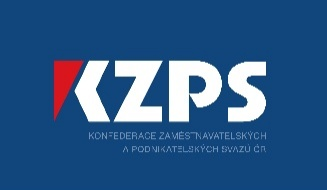 KZPS
KONFEDERACE ZAMĚSTNAVATELSKÝCH
A PODNIKATELSKÝCH SVAZŮ ČR